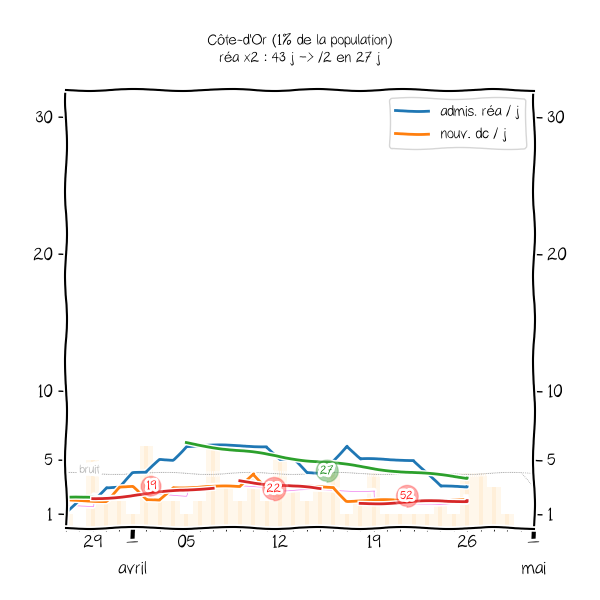 Côte-d'Or (1% de la population)
réa x2 : 43 j -> /2 en 27 j
admis. réa / j
nouv. dc / j
30
30
20
20
10
10
5
5
bruit
27
19
22
52
1
1
29
05
12
19
26
avril
mai